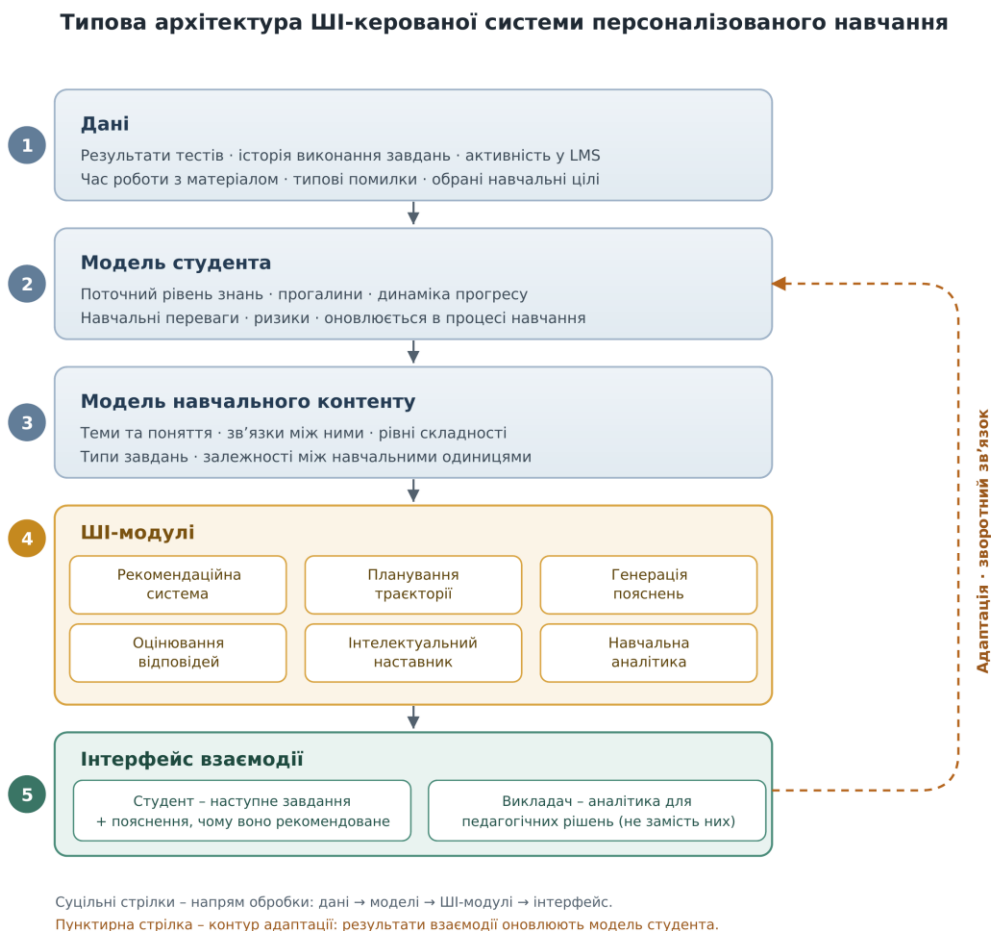 Типова архітектура ШІ-керованої системи персоналізованого навчання
1
Дані
Результати тестів · історія виконання завдань · активність у LMS
Час роботи з матеріалом · типові помилки · обрані навчальні цілі
2
Модель студента
Поточний рівень знань · прогалини · динаміка прогресу
Навчальні переваги · ризики · оновлюється в процесі навчання
3
Модель навчального контенту
Теми та поняття · зв’язки між ними · рівні складності
Типи завдань · залежності між навчальними одиницями
4
ШІ-модулі
Рекомендаційна
система
Планування
траєкторії
Генерація
пояснень
Оцінювання
відповідей
Інтелектуальний
наставник
Навчальна
аналітика
5
Інтерфейс взаємодії
Студент – наступне завдання
+ пояснення, чому воно рекомендоване
Викладач – аналітика для
педагогічних рішень (не замість них)
Адаптація · зворотний зв’язок
Суцільні стрілки – напрям обробки: дані → моделі → ШІ-модулі → інтерфейс.
Пунктирна стрілка – контур адаптації: результати взаємодії оновлюють модель студента.